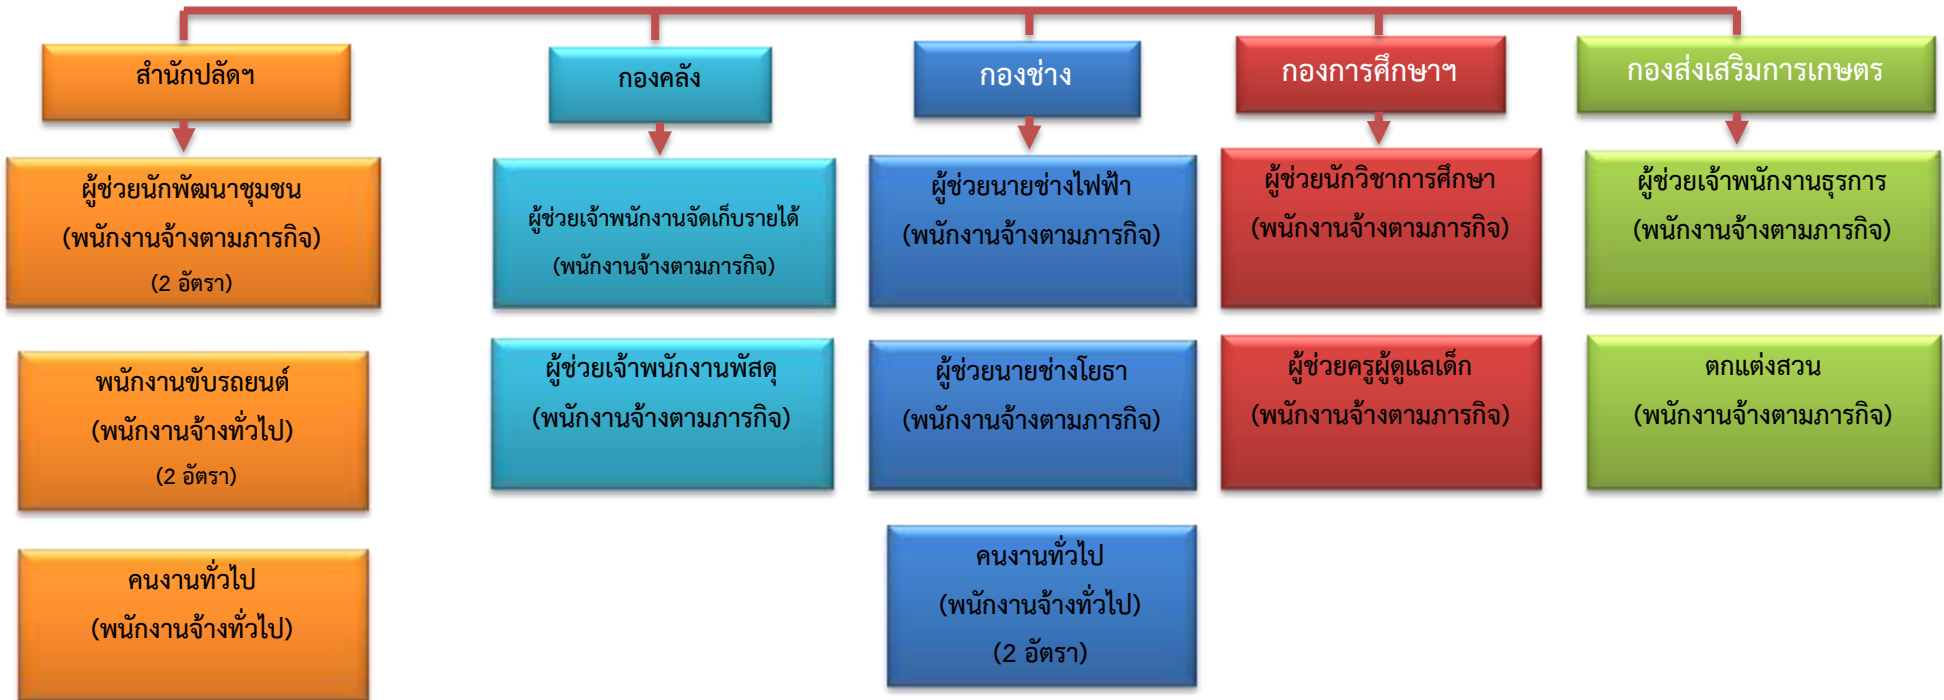 สำนักปลัดฯ
กองคลัง
กองช่าง
กองการศึกษาฯ
กองส่งเสริมการเกษตร
ผู้ช่วยนักพัฒนาชุมชน
(พนักงานจ้างตามภารกิจ)
(2 อัตรา)
ผู้ช่วยเจ้าพนักงานจัดเก็บรายได้
(พนักงานจ้างตามภารกิจ)
ผู้ช่วยนายช่างไฟฟ้า
(พนักงานจ้างตามภารกิจ)
ผู้ช่วยนักวิชาการศึกษา
(พนักงานจ้างตามภารกิจ)
ผู้ช่วยเจ้าพนักงานธุรการ
(พนักงานจ้างตามภารกิจ)
พนักงานขับรถยนต์
(พนักงานจ้างทั่วไป)
(2 อัตรา)
ผู้ช่วยเจ้าพนักงานพัสดุ
(พนักงานจ้างตามภารกิจ)
ผู้ช่วยนายช่างโยธา
(พนักงานจ้างตามภารกิจ)
ผู้ช่วยครูผู้ดูแลเด็ก
(พนักงานจ้างตามภารกิจ)
ตกแต่งสวน
(พนักงานจ้างตามภารกิจ)
คนงานทั่วไป
(พนักงานจ้างทั่วไป)
คนงานทั่วไป
(พนักงานจ้างทั่วไป)
(2 อัตรา)